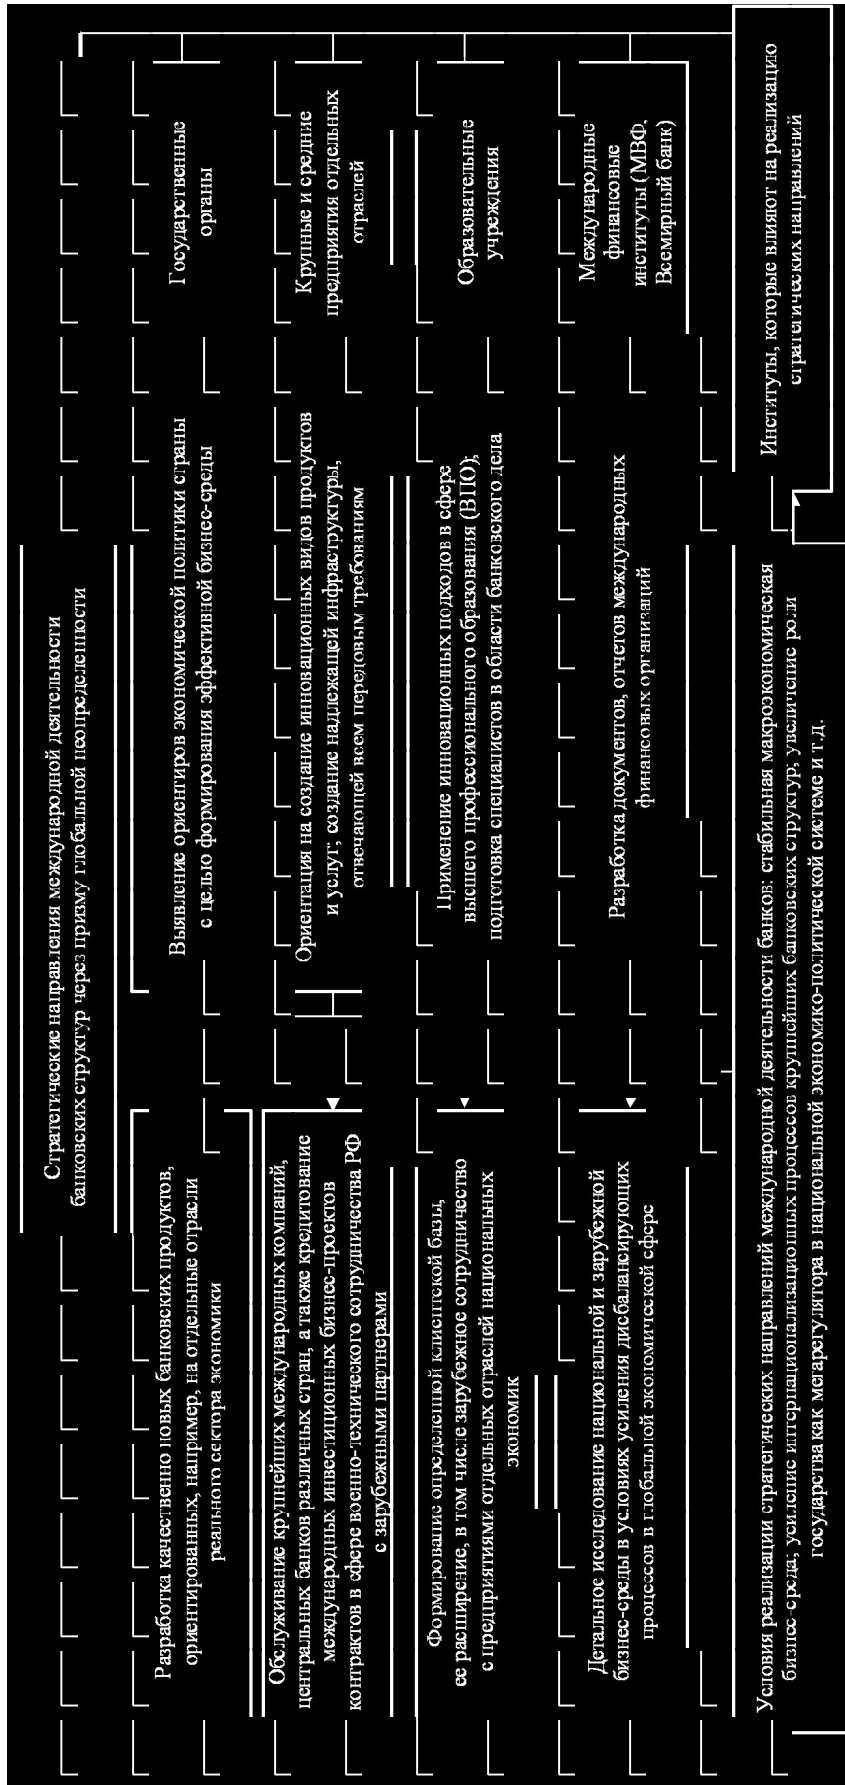 Стратегические направления международной деятельности
банковских структур через призму глобальной неопределенности
Разработка качественно новых банковских продуктов,
ориентированных, например, на отдельные отрасли
реального сектора экономики
Обслуживание крупнейших международных компаний,
центральных банков различных стран, а также кредитование
международных инвестиционных бизнес-проектов
контрактов в сфере военно-технического сотрудничества РФ
с зарубежными партнерами
Формирование определенной клиентской базы,
ее расширение, в том числе зарубежное сотрудничество
с предприятиями отдельных отраслей национальных
экономик
Детальное исследование национальной и зарубежной
бизнес-среды в условиях усиления дисбалансирующих
процессов в глобальной экономической сфере
Выявление ориентиров экономической политики страны
с целью формирования эффективной бизнес-среды
Ориентация на создание инновационных видов продуктов
и услуг; создание надлежащей инфраструктуры,
отвечающей всем передовым требованиям
Применение инновационных подходов в сфере
высшего профессионального образования (ВПО);
подготовка специалистов в области банковского дела
Разработка документов, отчетов международных
финансовых организаций
Государственные
органы
Крупные и средние
предприятия отдельных
отраслей
Образовательные
учреждения
Международные
финансовые
институты (МВФ,
Всемирный банк)
Институты, которые влияют на реализацию
стратегических направлений
Условия реализации стратегических направлений международной деятельности банков: стабильная макроэкономическая
бизнес-среда; усиление интернационализационных процессов крупнейших банковских структур; увеличение роли
государства как мегарегулятора в национальной экономико-политической системе и т.д.